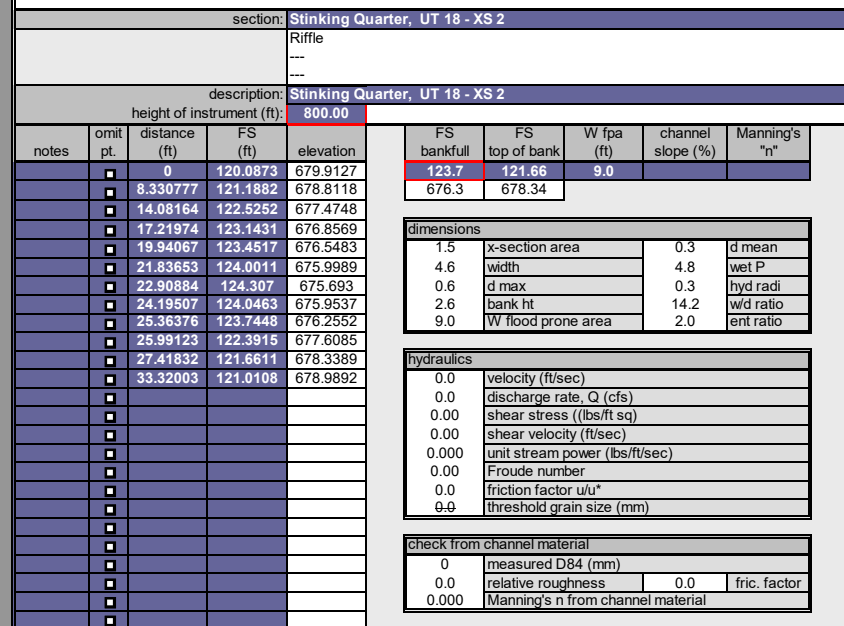 section: Stinking Quarter, UT 18 - XS 2
Riffle
---
---
description: Stinking Quarter, UT 18 - XS 2
height of instrument (ft): 800.00
omit distance FS FS FS W fpa channel Manning's
notes pt. (ft) (ft) elevation bankfull top of bank (ft) slope (%) "n"
0 120.0873 679.9127 123.7 121.66 9.0
8.330777 121.1882 678.8118 676.3 678.34
14.08164 122.5252 677.4748
17.21974 123.1431 676.8569 dimensions
19.94067 123.4517 676.5483 1.5 x-section area 0.3 d mean
21.83653 124.0011 675.9989 4.6 width 4.8 wet P
22.90884 124.307 675.693 0.6 d max 0.3 hyd radi
24.19507 124.0463 675.9537 2.6 bank ht 14.2 w/d ratio
25.36376 123.7448 676.2552 9.0 W flood prone area 2.0 ent ratio
25.99123 122.3915 677.6085
27.41832 121.6611 678.3389 hydraulics
33.32003 121.0108 678.9892 0.0 velocity (ft/sec)
0.0 discharge rate, Q (cfs)
0.00 shear stress ((lbs/ft sq)
0.00 shear velocity (ft/sec)
0.000 unit stream power (lbs/ft/sec)
0.00 Froude number
0.0 friction factor u/u*
0.0 threshold grain size (mm)
check from channel material
0 measured D84 (mm)
0.0 relative roughness 0.0 fric. factor
0.000 Manning's n from channel material